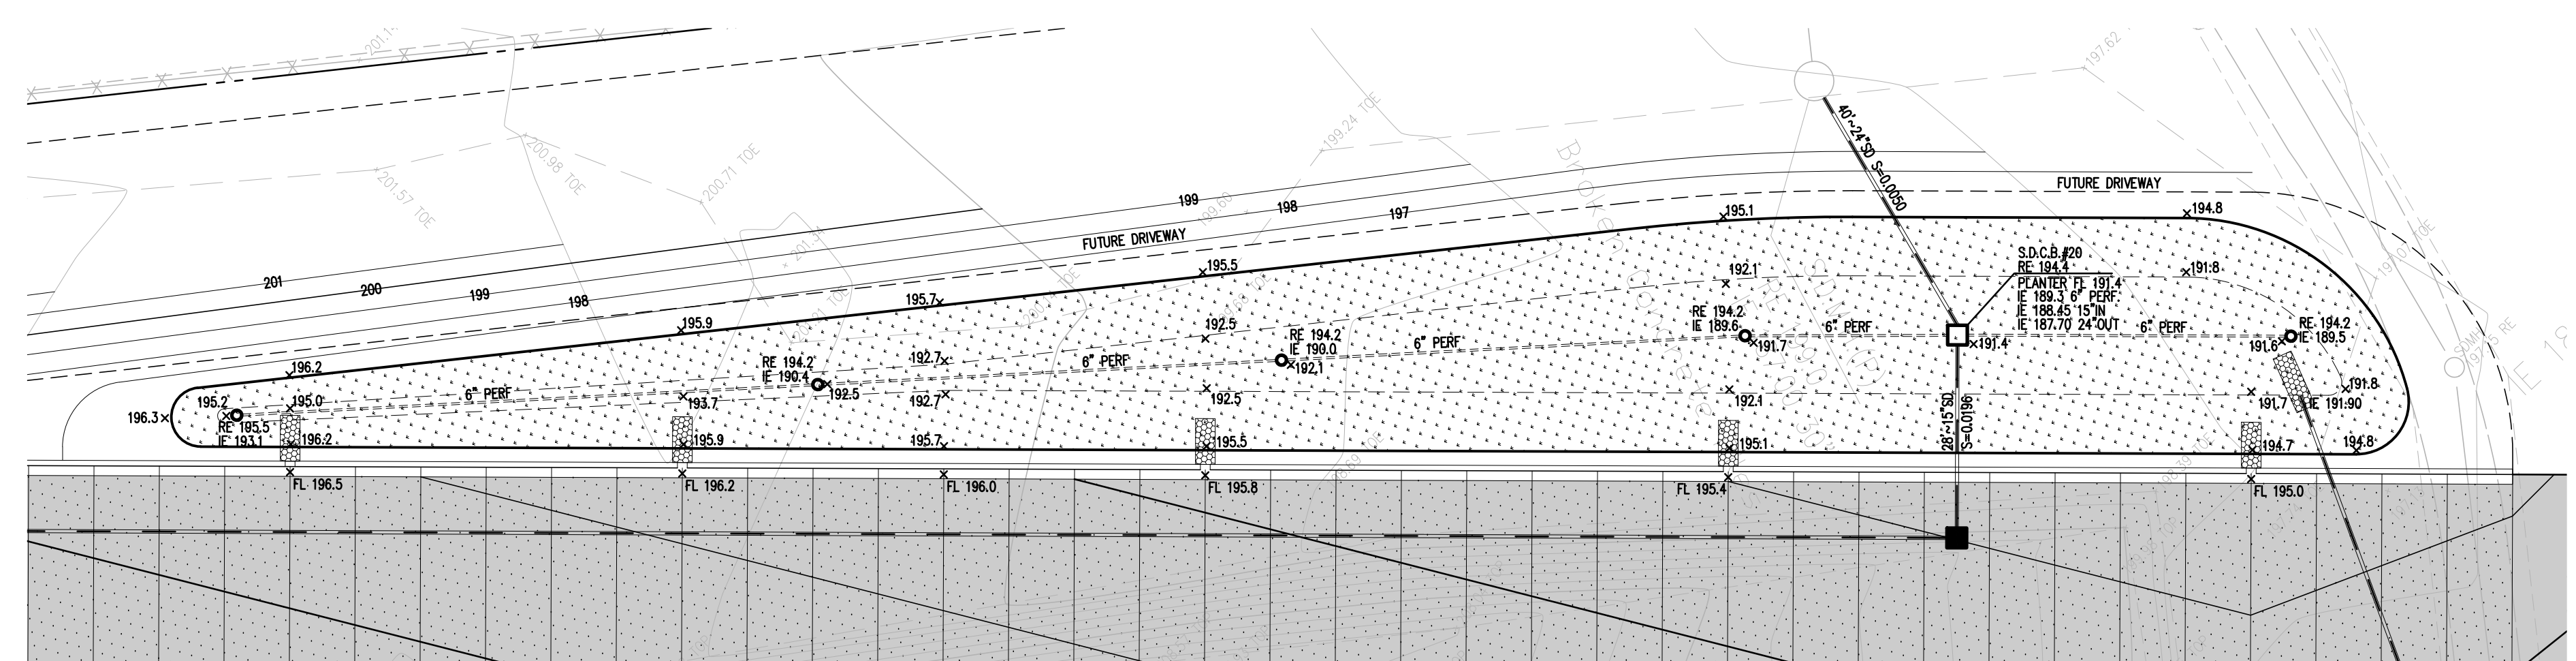 201.57 TOE
200.98 TOE
200.71 TOE
199.24 TOE
197.62
197.01 TOE
199.60
40'~24"SD S=0.0050
FUTURE DRIVEWAY
199
198
197
FUTURE DRIVEWAY
201
200
199
198
195.1
194.8
195.5
195.7
195.9
196.2
S.D.C.B.#20
RE 194.4
PLANTER FL 191.4
IE 189.3 6" PERF.
IE 188.45 15"IN
IE 187.70 24"OUT
192.1
191.8
RE 194.2
IE 189.6
6" PERF
6" PERF
RE 194.2
IE 189.5
191.7
191.4
191.6
192.5
RE 194.2
IE 190.0
6" PERF
192.1
192.7
6" PERF
RE 194.2
IE 190.4
192.5
6" PERF
196.3
195.2
195.0
RE 195.5
IE 193.1
196.2
193.7
195.9
192.7
195.7
192.5
195.5
192.1
195.1
28'~15"SD
S=0.0196
191.7
191.8
IE 191.90
194.7
194.8
FL 196.5
FL 196.2
FL 196.0
FL 195.8
FL 195.4
FL 195.0